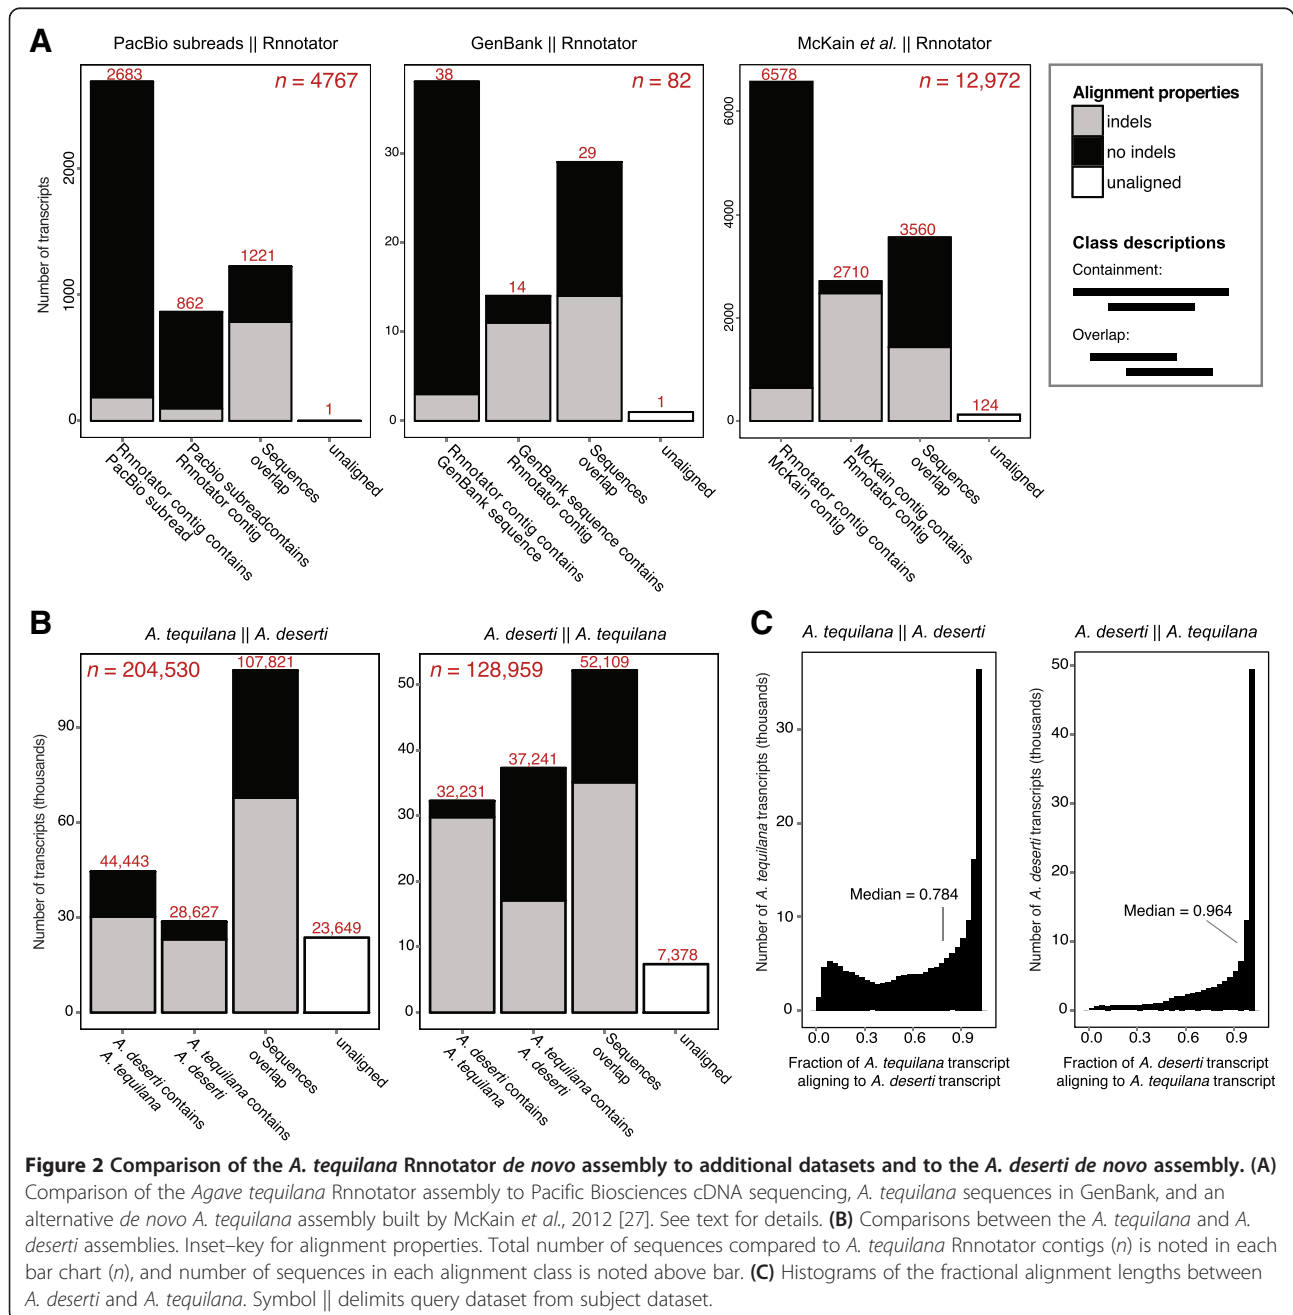 A
PacBio subreads || Rnnotator
GenBank || Rnnotator
McKain et al. || Rnnotator
Number of transcripts
0
1000
2000
n = 4767
2683
862
1221
1
Rnnotator contig contains
PacBio subread
Pacbio subreadcontains
Rnnotator contig
Sequences
overlap
unaligned
0
10
20
30
n = 82
38
14
29
1
Rnnotator contig contains
GenBank sequence
GenBank sequence contains
Rnnotator contig
Sequences
overlap
unaligned
0
2000
4000
6000
n = 12,972
6578
2710
3560
124
Rnnotator contig contains
McKain contig
McKain contig contains
Rnnotator contig
Sequences
overlap
unaligned
Alignment properties
indels
no indels
unaligned
Class descriptions
Containment:
Overlap:
B
A. tequilana || A. deserti
Number of transcripts (thousands)
0
30
60
90
n = 204,530
44,443
28,627
107,821
23,649
A. deserti contains
A. tequilana
A. tequilana contains
A. deserti
Sequences
overlap
unaligned
A. deserti || A. tequilana
0
10
20
30
40
50
n = 128,959
32,231
37,241
52,109
7,378
A. deserti contains
A. tequilana
A. tequilana contains
A. deserti
Sequences
overlap
unaligned
C
A. tequilana || A. deserti
Number of A. tequilana trasncripts (thousands)
0
10
20
30
Median = 0.784
0.0
0.3
0.6
0.9
Fraction of A. tequilana transcript
aligning to A. deserti transcript
A. deserti || A. tequilana
Number of A. deserti transcripts (thousands)
0
10
20
30
40
50
Median = 0.964
0.0
0.3
0.6
0.9
Fraction of A. deserti transcript
aligning to A. tequilana transcript
Figure 2 Comparison of the A. tequilana Rnnotator de novo assembly to additional datasets and to the A. deserti de novo assembly. (A)
Comparison of the Agave tequilana Rnnotator assembly to Pacific Biosciences cDNA sequencing, A. tequilana sequences in GenBank, and an
alternative de novo A. tequilana assembly built by McKain et al., 2012 [27]. See text for details. (B) Comparisons between the A. tequilana and A.
deserti assemblies. Inset–key for alignment properties. Total number of sequences compared to A. tequilana Rnnotator contigs (n) is noted in each
bar chart (n), and number of sequences in each alignment class is noted above bar. (C) Histograms of the fractional alignment lengths between
A. deserti and A. tequilana. Symbol || delimits query dataset from subject dataset.